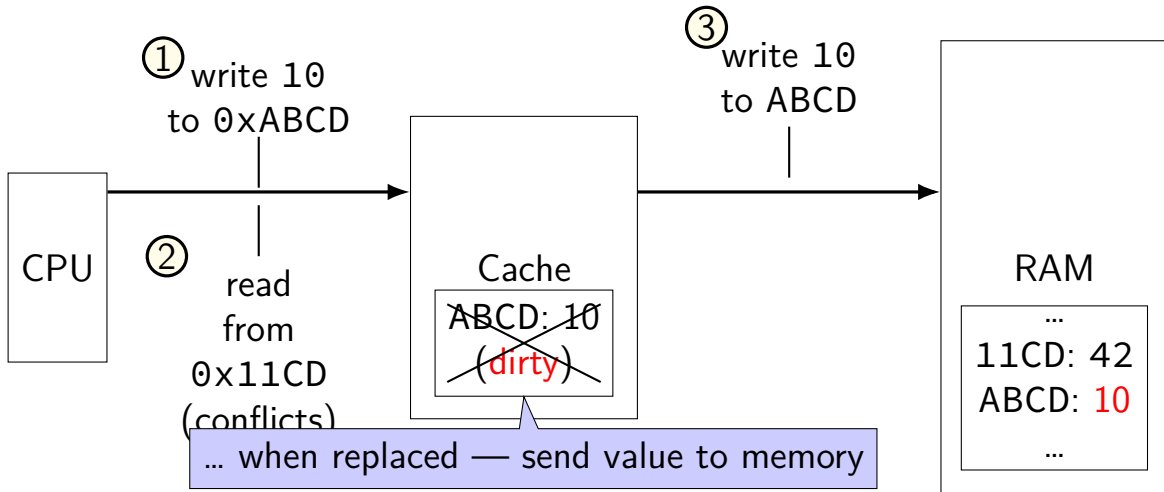 1
write 10
to 0xABCD
3
write 10
to ABCD
CPU
2
read
from
0x11CD
(conflicts)
Cache
ABCD: 10
(dirty)
RAM
...
11CD: 42
ABCD: 10
...
... when replaced — send value to memory